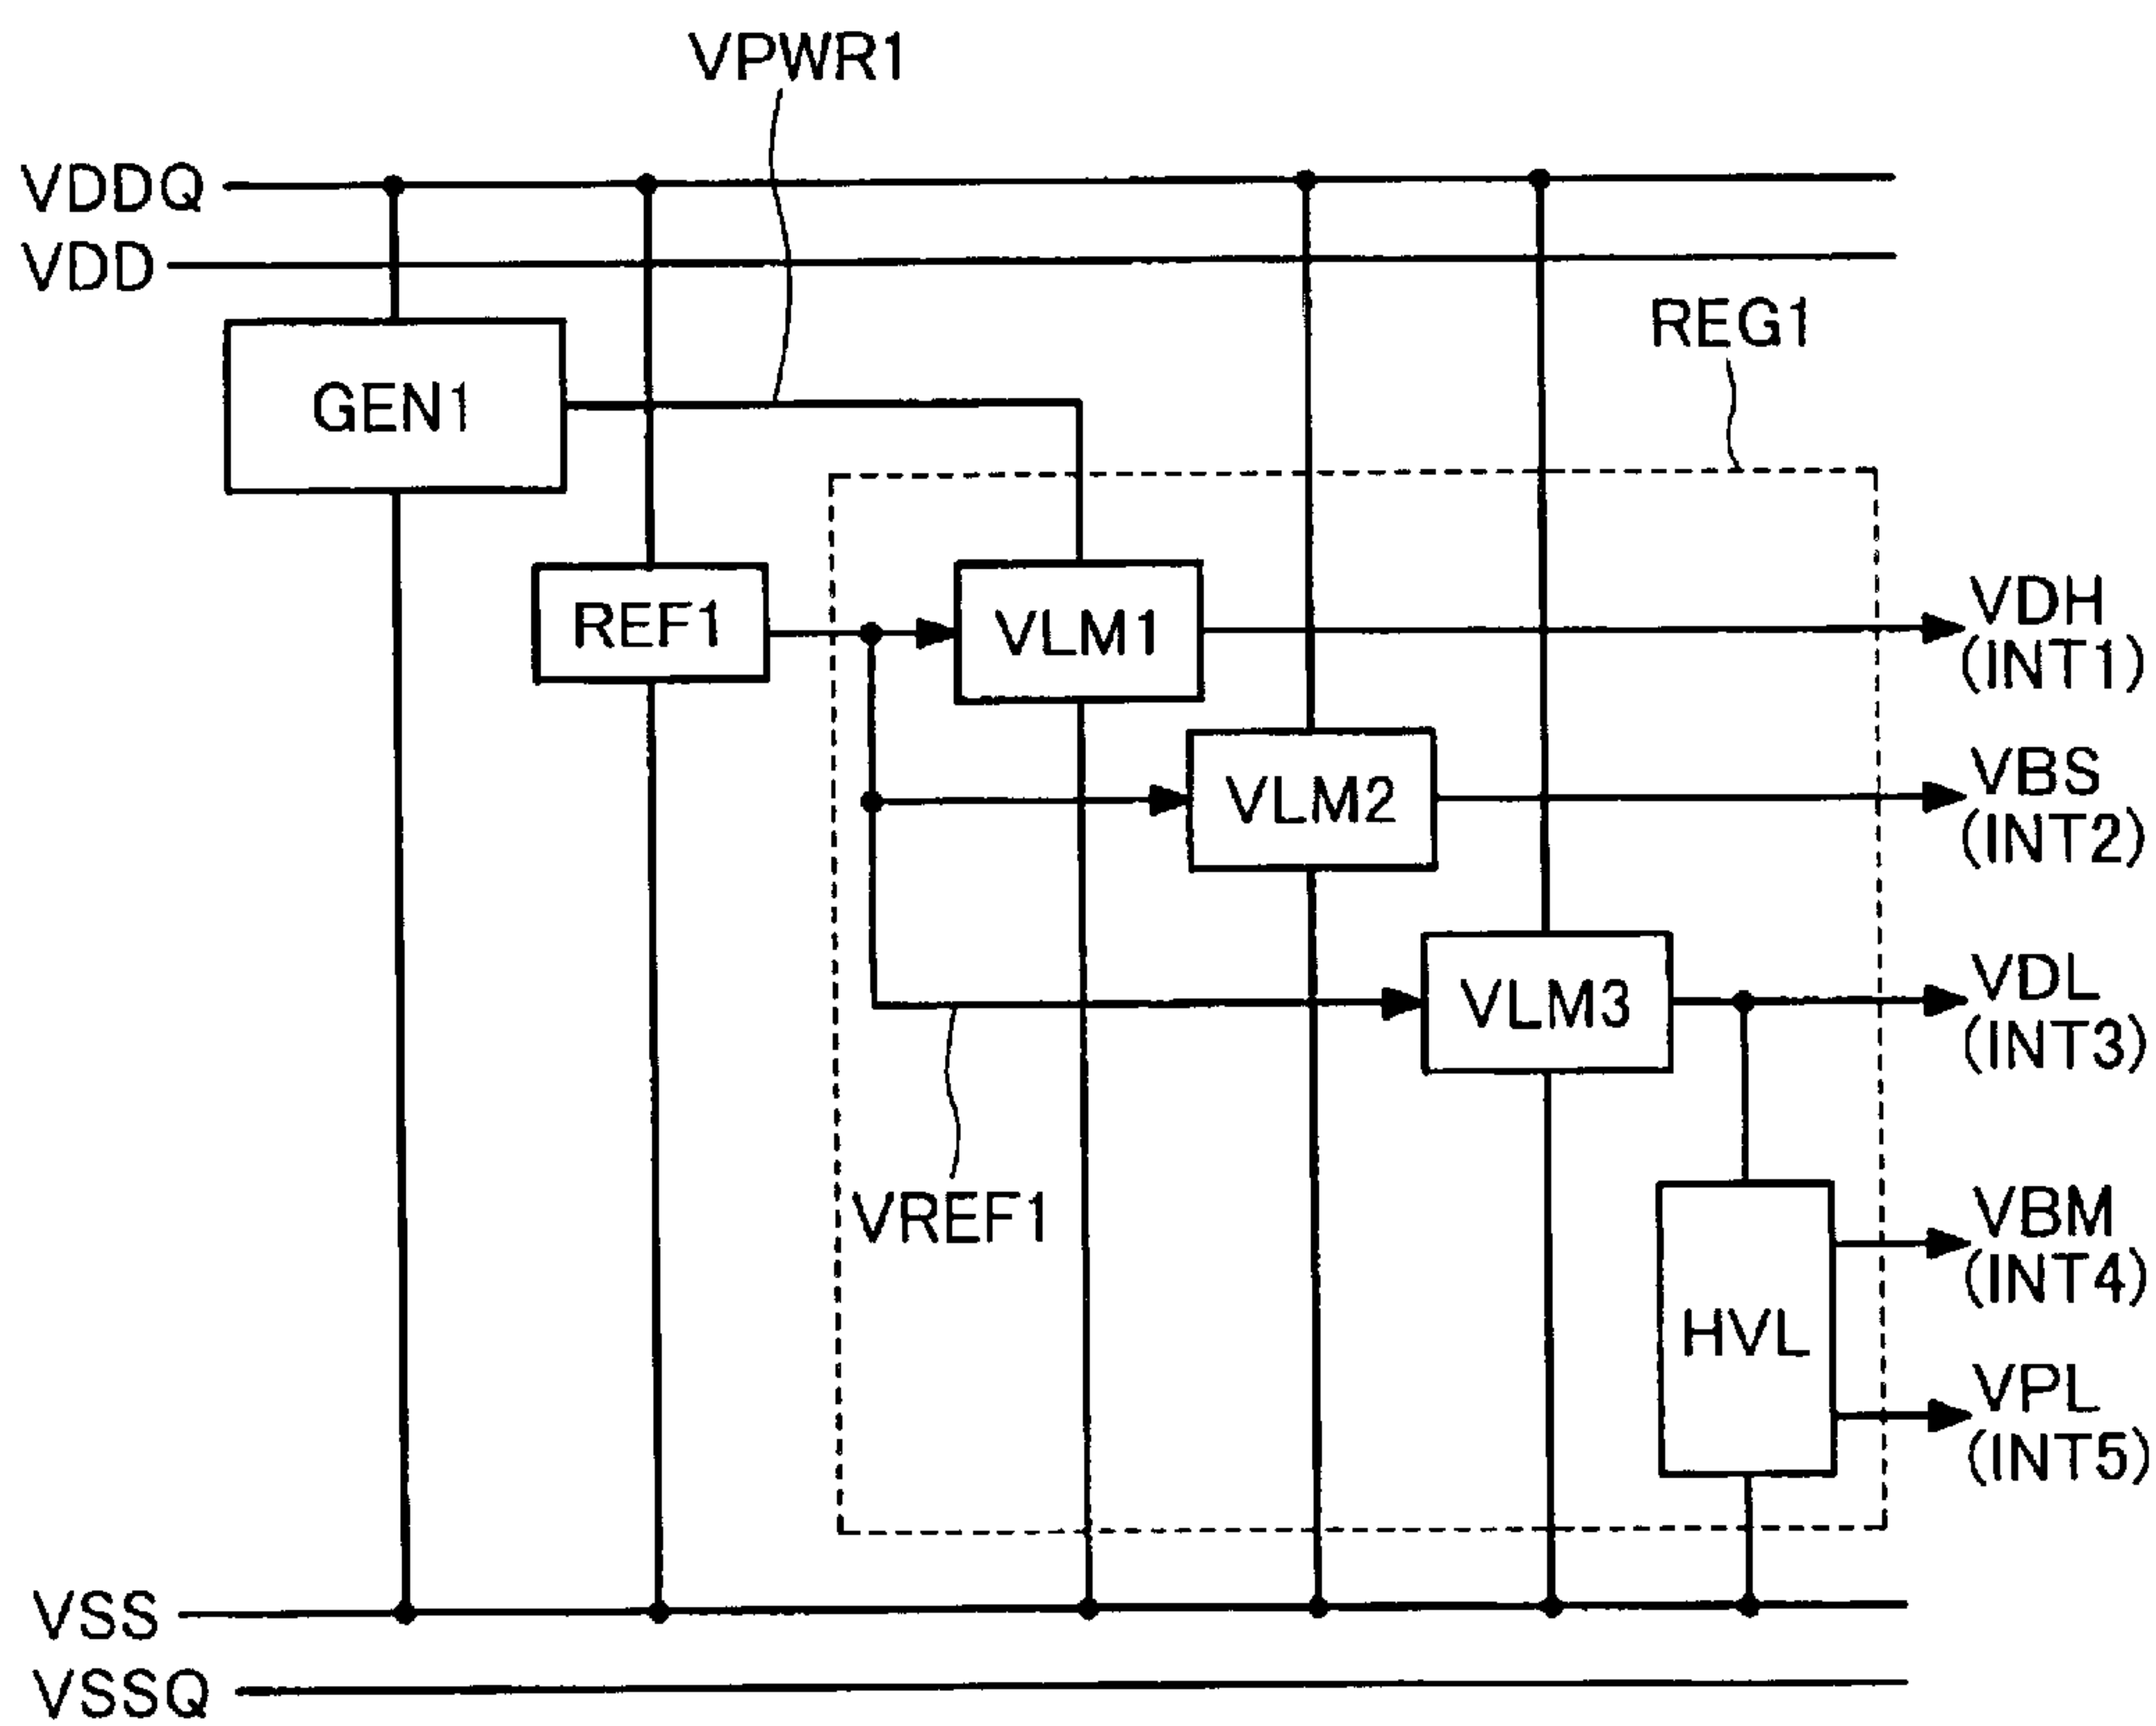 VPWR1
VDDQ
VDD
REG1
GEN1
REF1
VLM1
VDH
(INT1)
VLM2
VBS
(INT2)
VLM3
VDL
(INT3)
VREF1
VBM
(INT4)
HVL
VPL
(INT5)
VSS
VSSQ